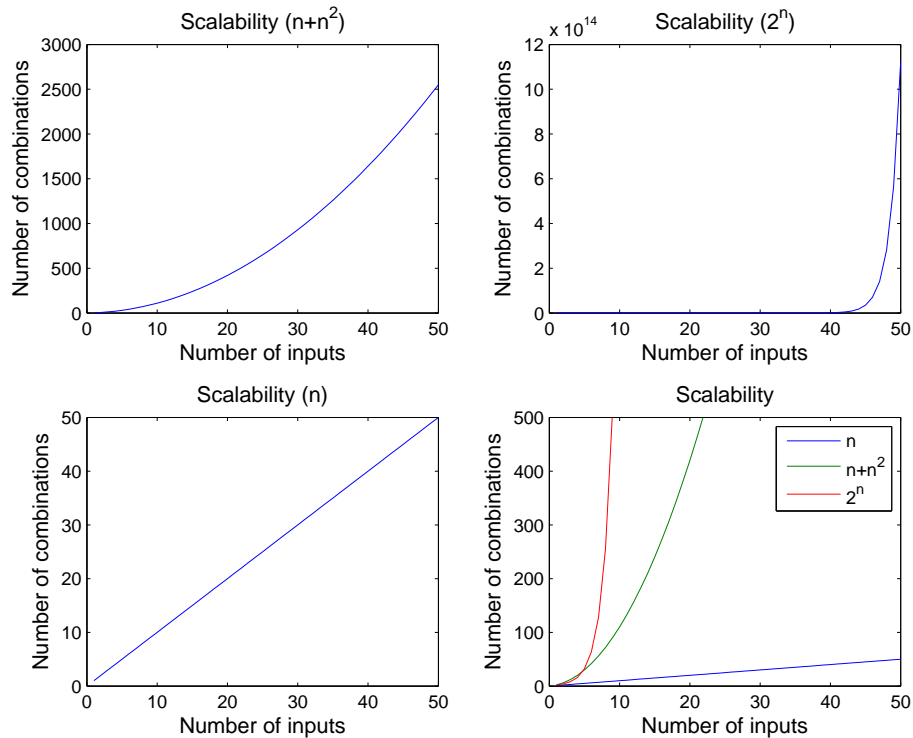 Scalability (n+n²)
3000
2500
2000
1500
1000
500
0
Number of combinations
0 10 20 30 40 50
Number of inputs
Scalability (2ⁿ)
x 10¹⁴
12
10
8
6
4
2
0
Number of combinations
0 10 20 30 40 50
Number of inputs
Scalability (n)
50
40
30
20
10
0
Number of combinations
0 10 20 30 40 50
Number of inputs
Scalability
500
400
300
200
100
0
Number of combinations
n
n+n²
2ⁿ
0 10 20 30 40 50
Number of inputs